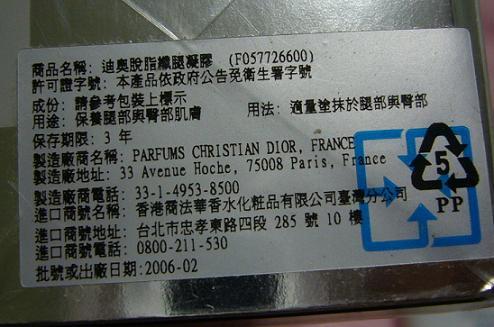 商品名稱: 迪奧脫脂纖腿凝膠 (F057726600)
許可證字號: 本產品依政府公告免衛生署字號
成份: 請參考包裝上標示
用途: 保養腿部與臀部肌膚 用法: 適量塗抹於腿部與臀部
保存期限: 3 年
製造廠商名稱: PARFUMS CHRISTIAN DIOR, FRANCE
製造廠商地址: 33 Avenue Hoche, 75008 Paris, France
製造廠商電話: 33-1-4953-8500
進口商號名稱: 香港商法華香水化粧品有限公司臺灣分公司
進口商號地址: 台北市忠孝東路四段 285 號 10 樓
進口商號電話: 0800-211-530
批號或出廠日期: 2006-02
5
PP